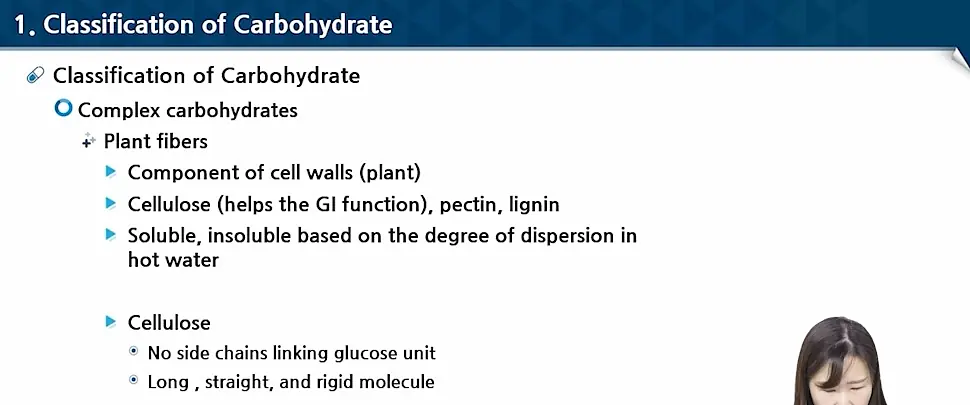 1. Classification of Carbohydrate
Classification of Carbohydrate
Complex carbohydrates
Plant fibers
Component of cell walls (plant)
Cellulose (helps the GI function), pectin, lignin
Soluble, insoluble based on the degree of dispersion in
hot water
Cellulose
No side chains linking glucose unit
Long , straight, and rigid molecule